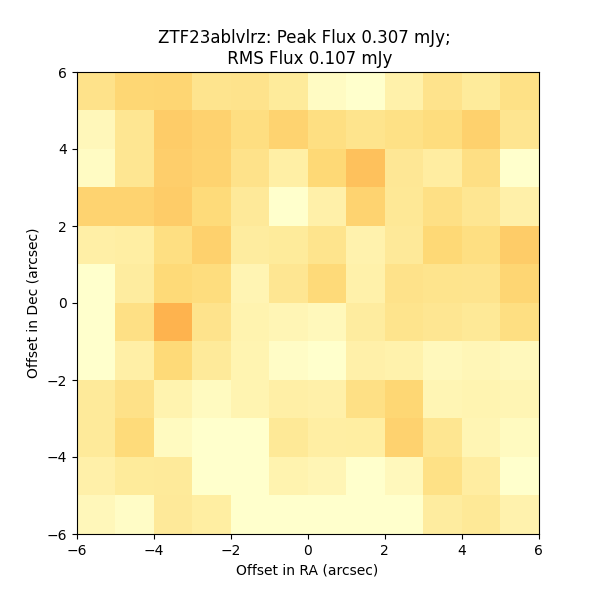 ZTF23ablvlrz: Peak Flux 0.307 mJy;
RMS Flux 0.107 mJy
6
4
2
0
−2
−4
−6
Offset in Dec (arcsec)
−6 −4 −2 0 2 4 6
Offset in RA (arcsec)